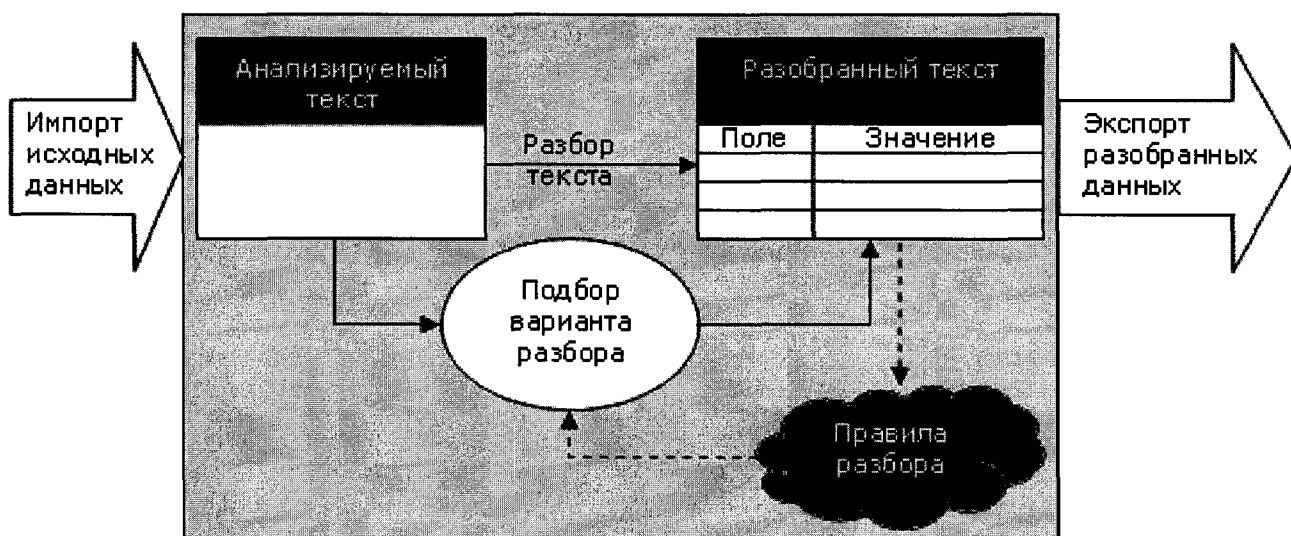 Импорт
исходных
данных
Анализируемый
текст
Разбор
текста
Разобранный текст
Поле
Значение
Экспорт
разобранных
данных
Подбор
варианта
разбора
Правила
разбора